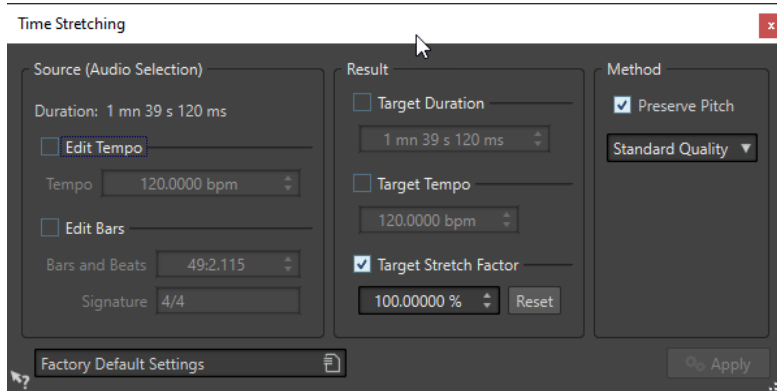 Time Stretching
x
Source (Audio Selection)
Duration: 1 mn 39 s 120 ms
Edit Tempo
Tempo 120.0000 bpm
Edit Bars
Bars and Beats 49:2.115
Signature 4/4
Result
Target Duration
1 mn 39 s 120 ms
Target Tempo
120.0000 bpm
Target Stretch Factor
100.00000 % Reset
Method
Preserve Pitch
Standard Quality
?
Factory Default Settings
Apply